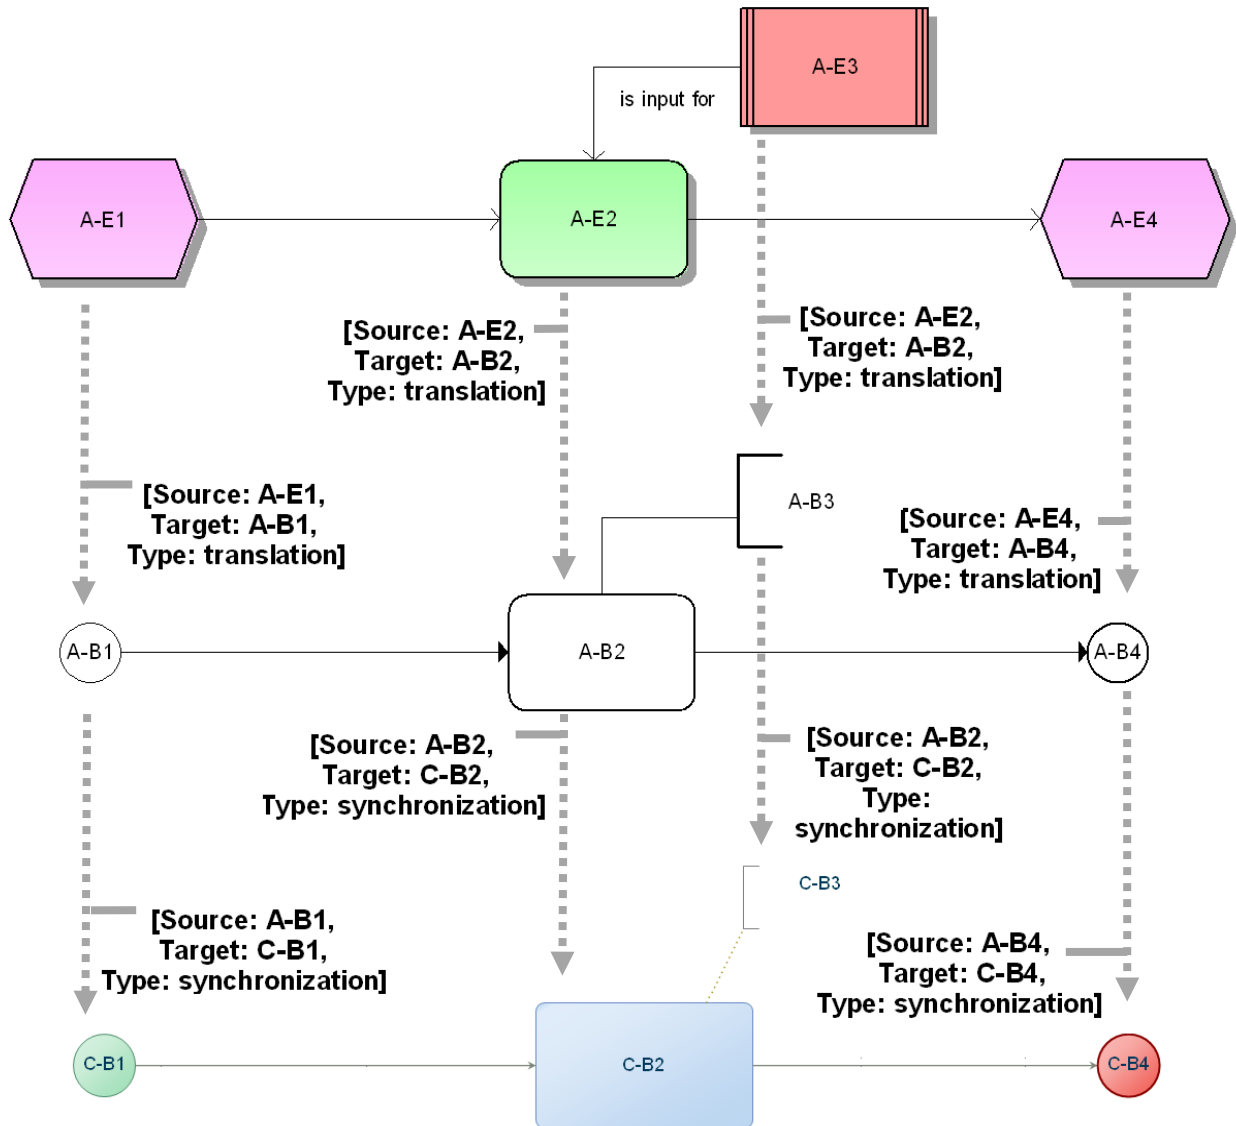 A-E3
is input for
A-E1
A-E2
A-E4
[Source: A-E2,
Target: A-B2,
Type: translation]
[Source: A-E2,
Target: A-B2,
Type: translation]
[Source: A-E1,
Target: A-B1,
Type: translation]
A-B3
[Source: A-E4,
Target: A-B4,
Type: translation]
A-B1
A-B2
A-B4
[Source: A-B2,
Target: C-B2,
Type: synchronization]
[Source: A-B2,
Target: C-B2,
Type:
synchronization]
C-B3
[Source: A-B1,
Target: C-B1,
Type: synchronization]
[Source: A-B4,
Target: C-B4,
Type: synchronization]
C-B1
C-B2
C-B4